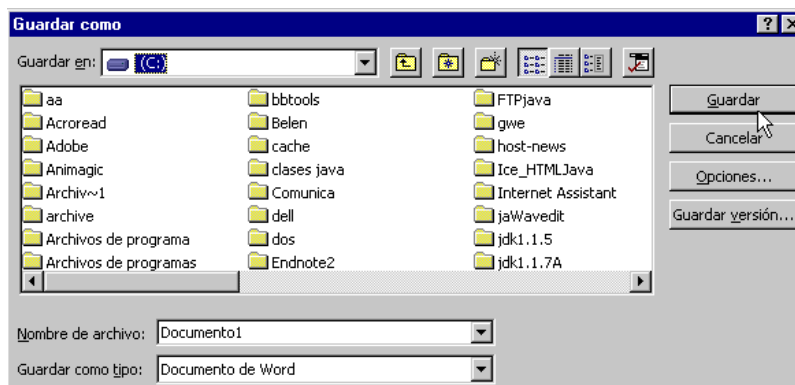 Guardar como
Guardar en: (C:)
aa
Acroread
Adobe
Animagic
Archiv~1
archive
Archivos de programa
Archivos de programas
bbtools
Belen
cache
clases java
Comunica
dell
dos
Endnote2
FTPjava
gwe
host-news
Ice_HTMLJava
Internet Assistant
jaWavedit
jdk1.1.5
jdk1.1.7A
Guardar
Cancelar
Opciones...
Guardar versión...
Nombre de archivo: Documento1
Guardar como tipo: Documento de Word